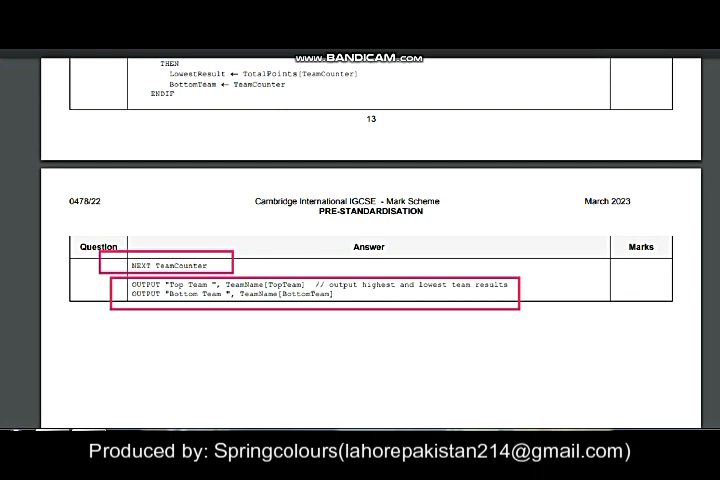 www.BANDICAM.com
THEN
LowestResult ← TotalPoints[TeamCounter]
BottomTeam ← TeamCounter
ENDIF
13
0478/22
Cambridge International IGCSE - Mark Scheme
March 2023
PRE-STANDARDISATION
Question
Answer
Marks
NEXT TeamCounter
OUTPUT "Top Team ", TeamName[TopTeam] // output highest and lowest team results
OUTPUT "Bottom Team ", TeamName[BottomTeam]
Produced by: Springcolours(lahorepakistan214@gmail.com)